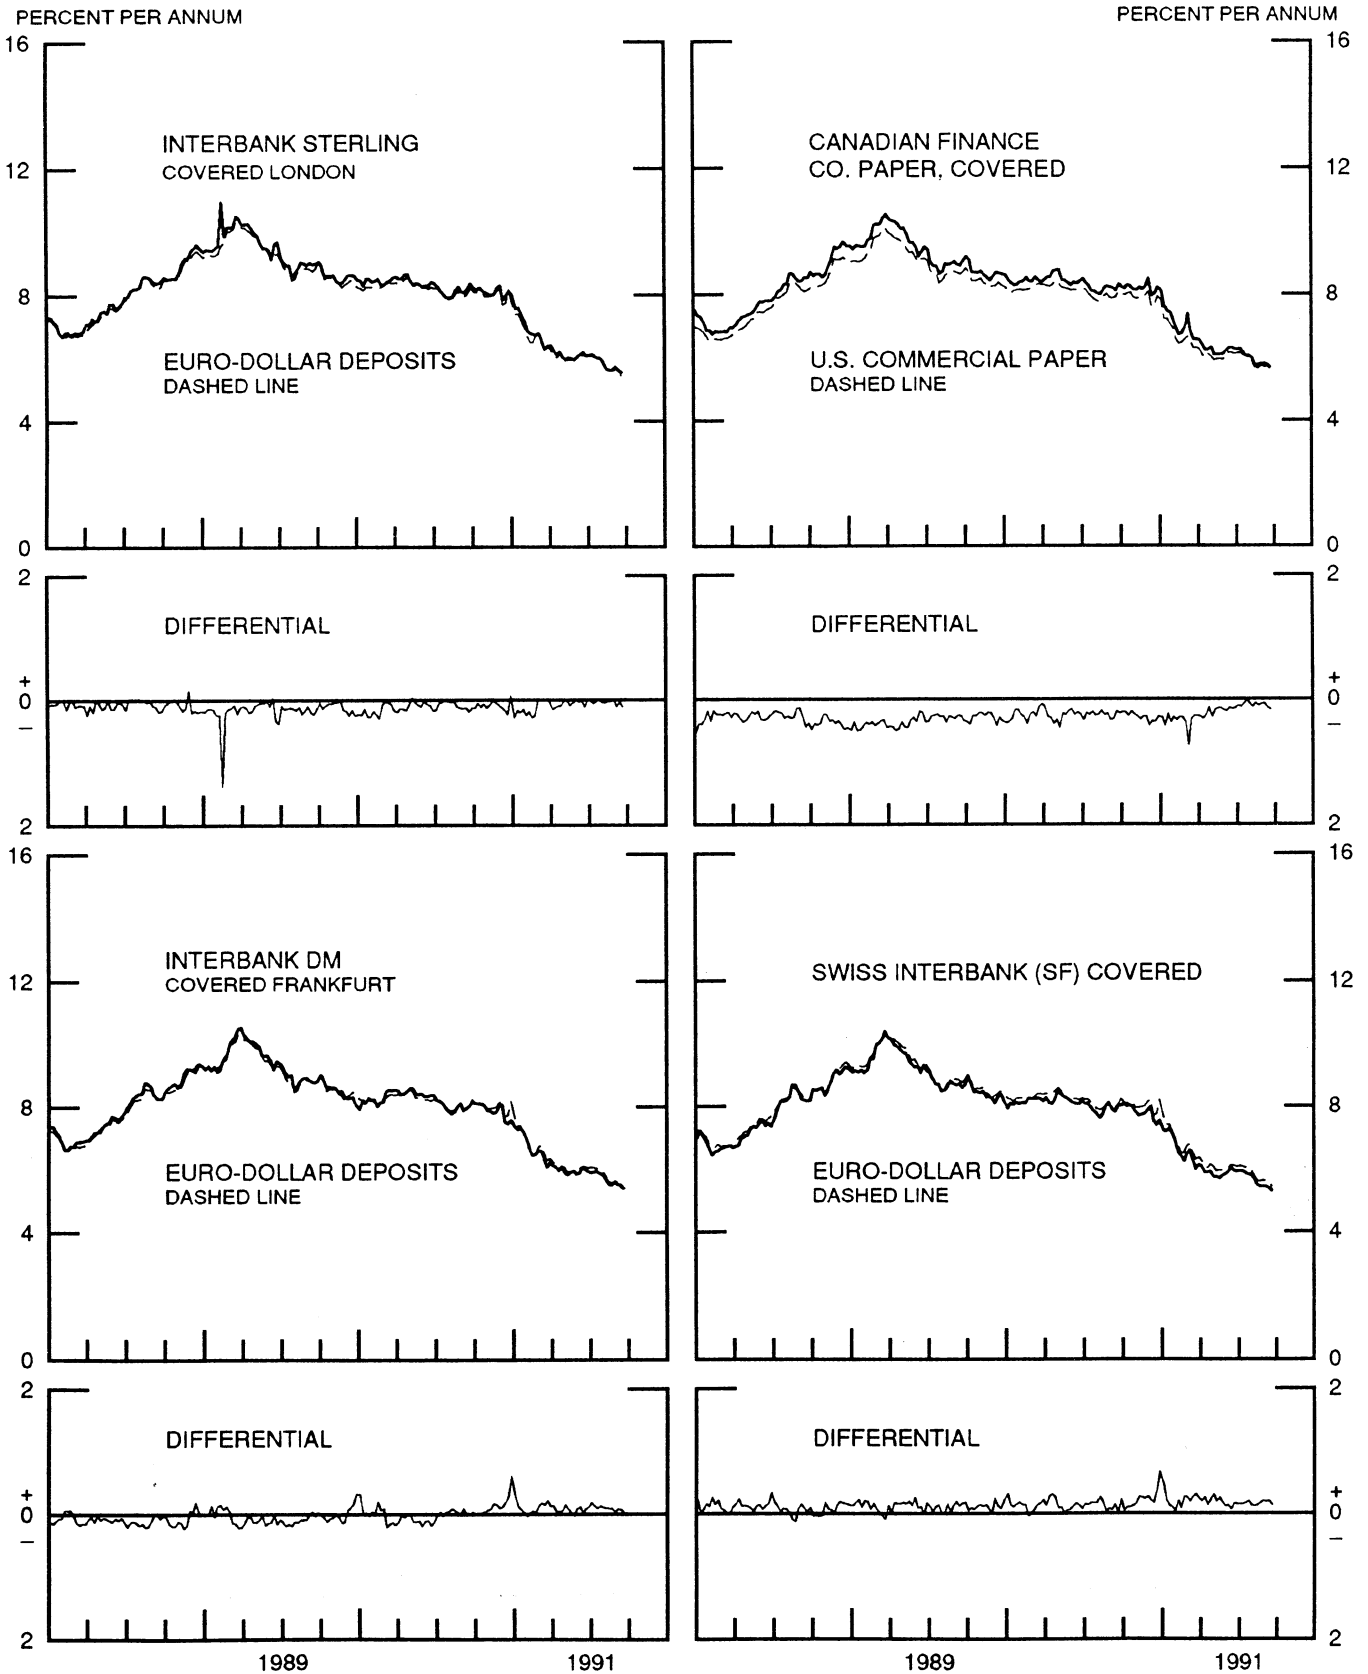 PERCENT PER ANNUM
PERCENT PER ANNUM
16
16
INTERBANK STERLING
COVERED LONDON
CANADIAN FINANCE
CO. PAPER, COVERED
12
12
8
8
EURO-DOLLAR DEPOSITS
DASHED LINE
U.S. COMMERCIAL PAPER
DASHED LINE
4
4
0
0
2
2
DIFFERENTIAL
DIFFERENTIAL
+
0
–
+
0
–
2
2
16
16
INTERBANK DM
COVERED FRANKFURT
SWISS INTERBANK (SF) COVERED
12
12
8
8
EURO-DOLLAR DEPOSITS
DASHED LINE
EURO-DOLLAR DEPOSITS
DASHED LINE
4
4
0
0
2
2
DIFFERENTIAL
DIFFERENTIAL
+
0
–
+
0
–
2
2
1989
1991
1989
1991